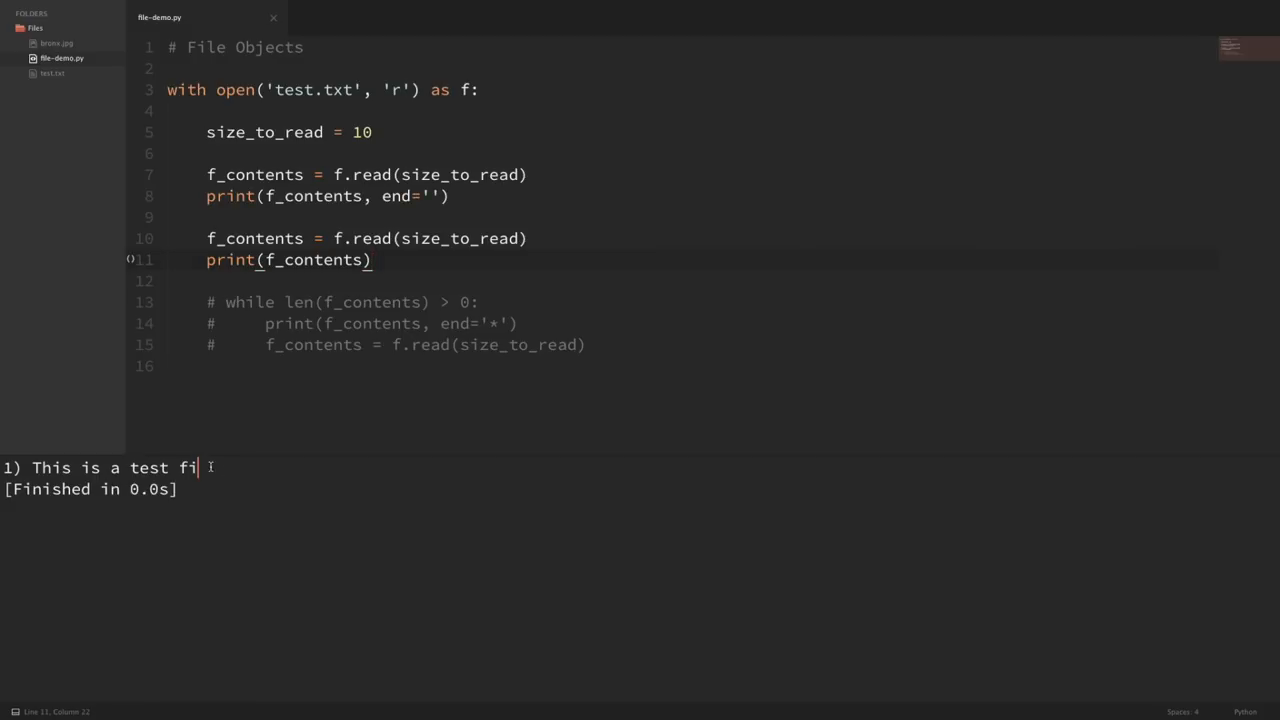 FOLDERS
Files
bronx.jpg
file-demo.py
test.txt
file-demo.py
1 # File Objects
2
3 with open('test.txt', 'r') as f:
4
5     size_to_read = 10
6
7     f_contents = f.read(size_to_read)
8     print(f_contents, end='')
9
10     f_contents = f.read(size_to_read)
()11     print(f_contents)
12
13     # while len(f_contents) > 0:
14     #     print(f_contents, end='*')
15     #     f_contents = f.read(size_to_read)
16
1) This is a test fi
[Finished in 0.0s]
Line 11, Column 22
Spaces: 4
Python